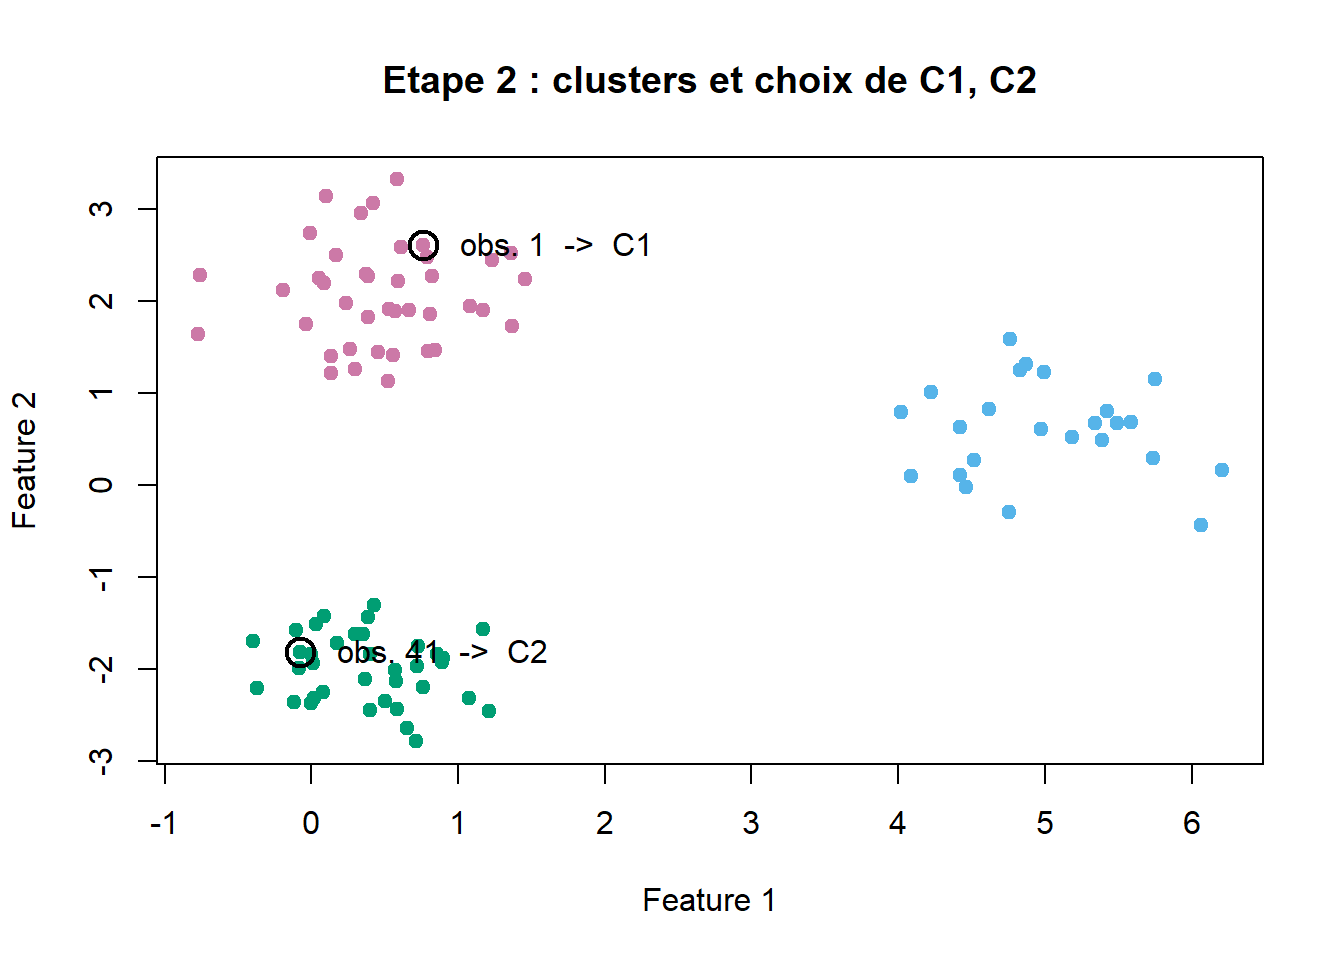 Etape 2 : clusters et choix de C1, C2
obs. 1 -> C1
obs. 41 -> C2
Feature 2
3
2
1
0
-1
-2
-3
-1 0 1 2 3 4 5 6
Feature 1